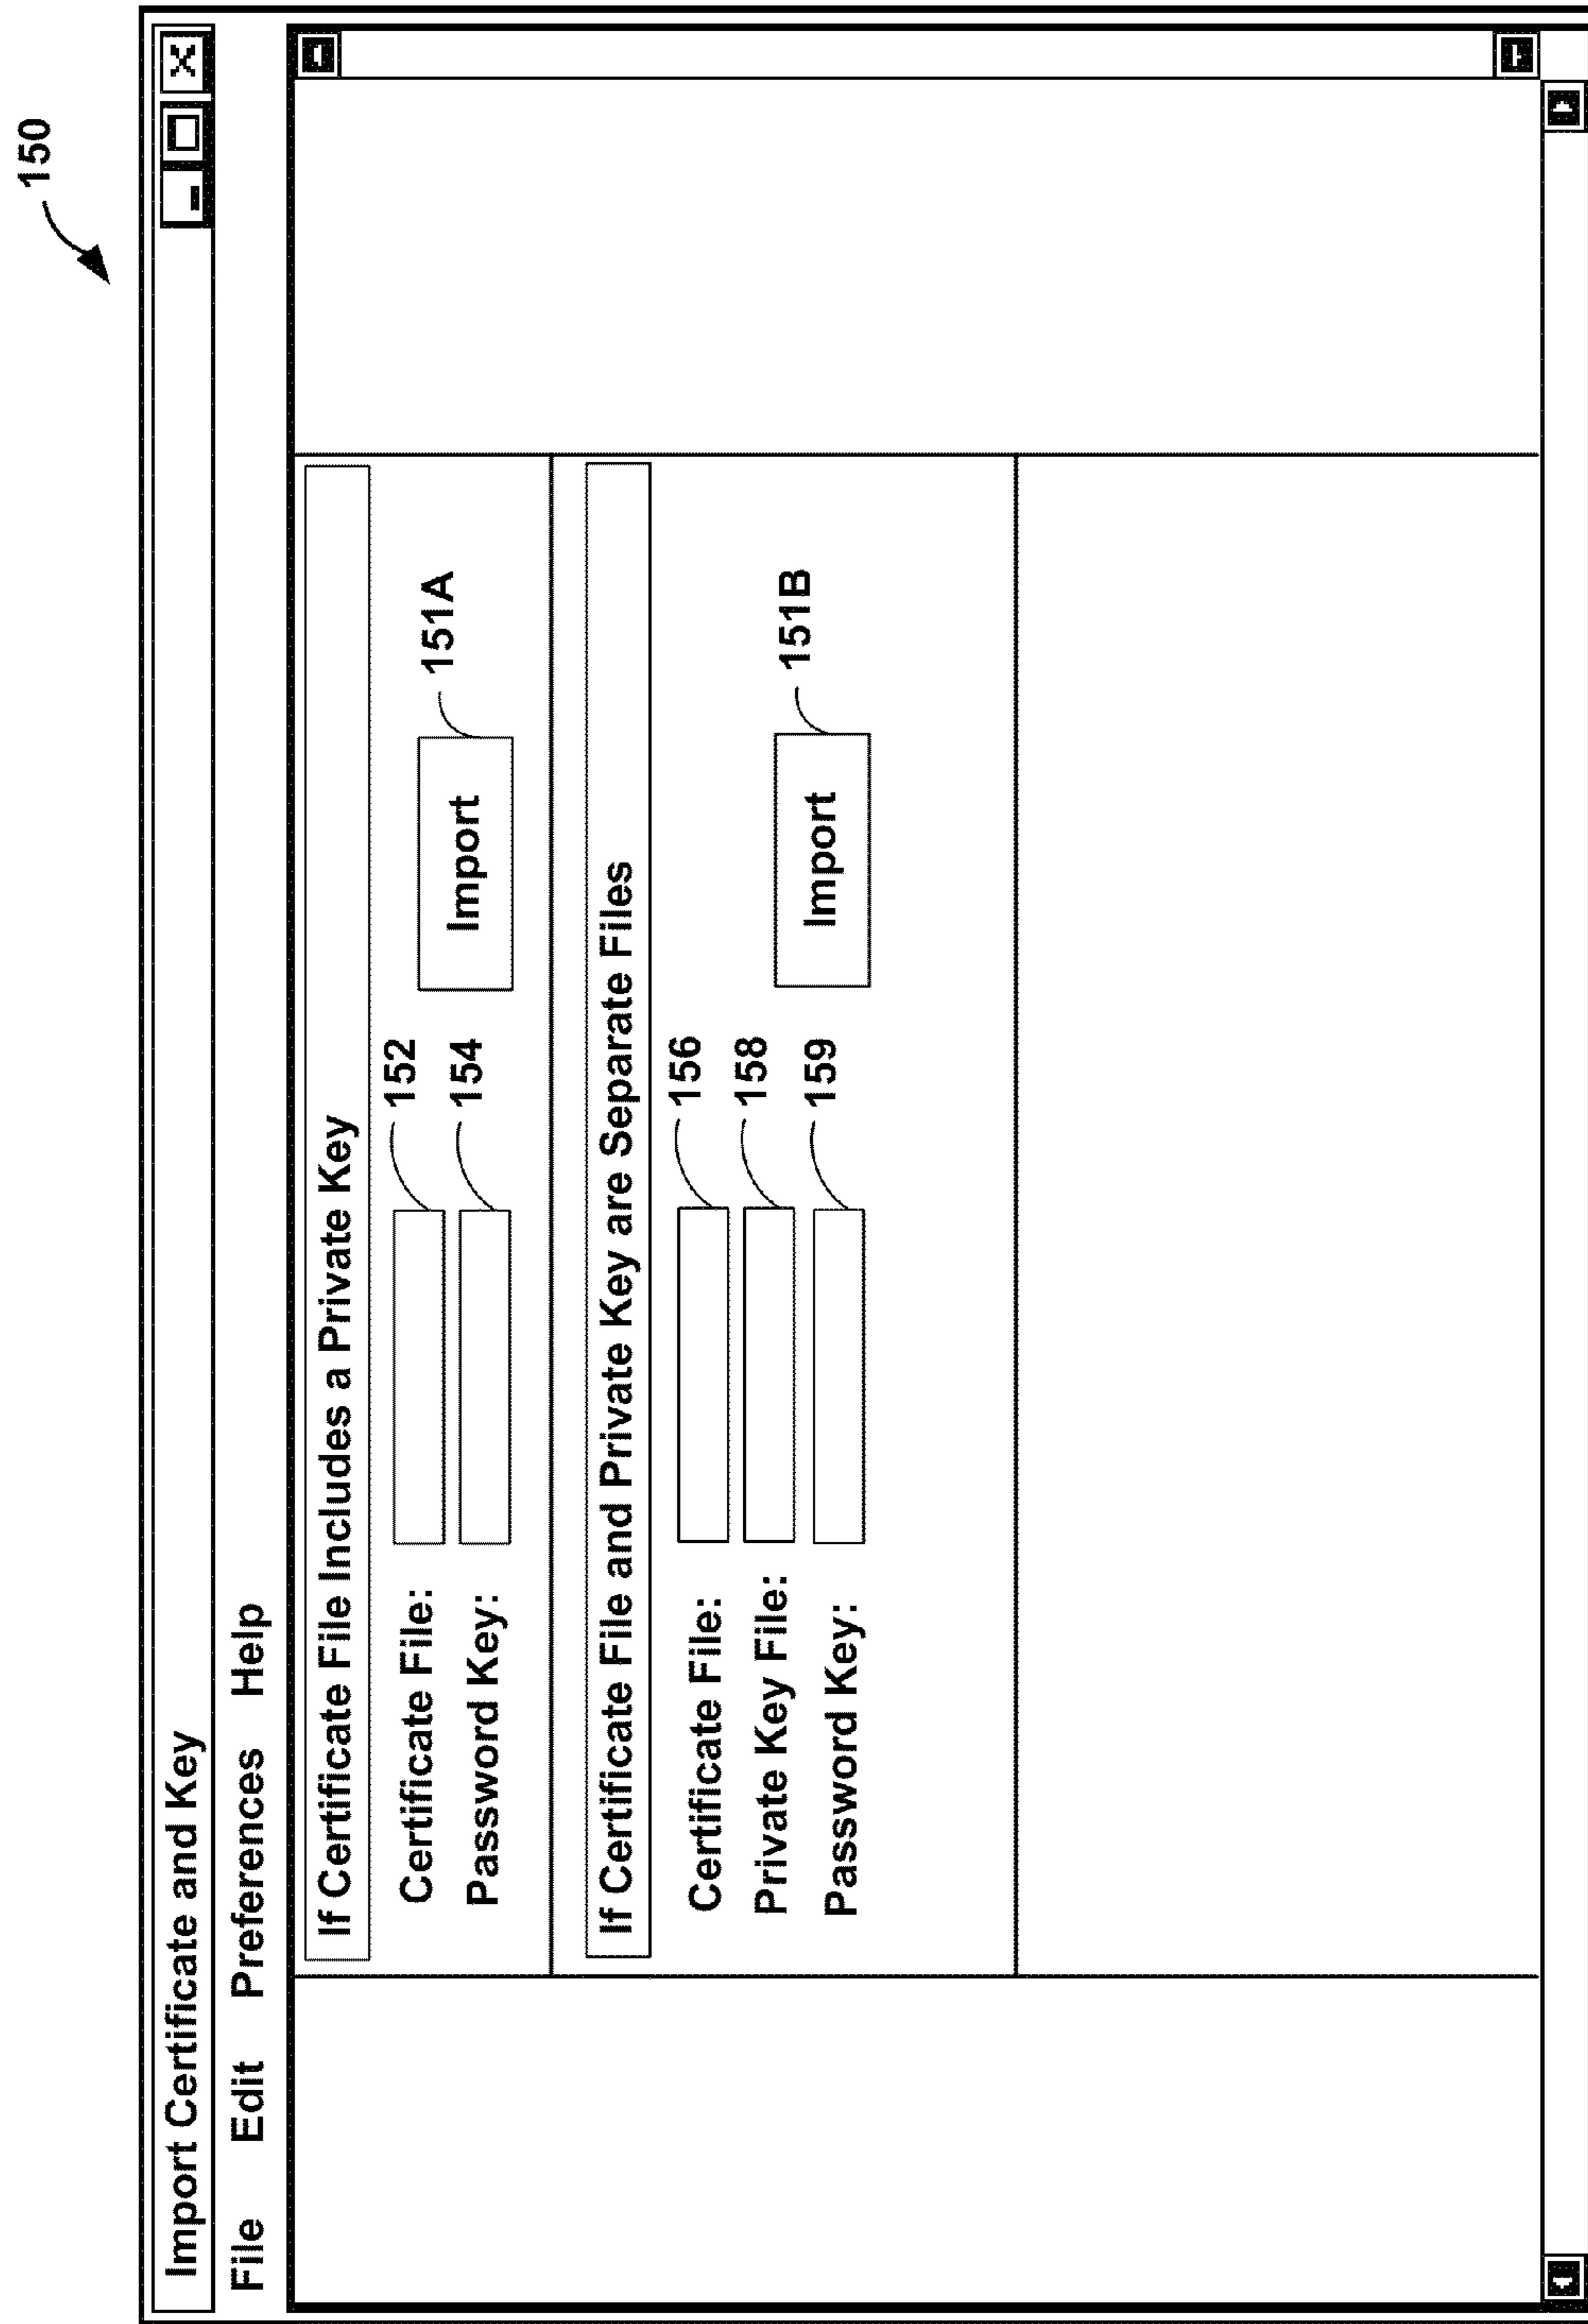 150
Import Certificate and Key
File Edit Preferences Help
If Certificate File Includes a Private Key
Certificate File: 152
Password Key: 154
Import 151A
If Certificate File and Private Key are Separate Files
Certificate File: 156
Private Key File: 158
Password Key: 159
Import 151B